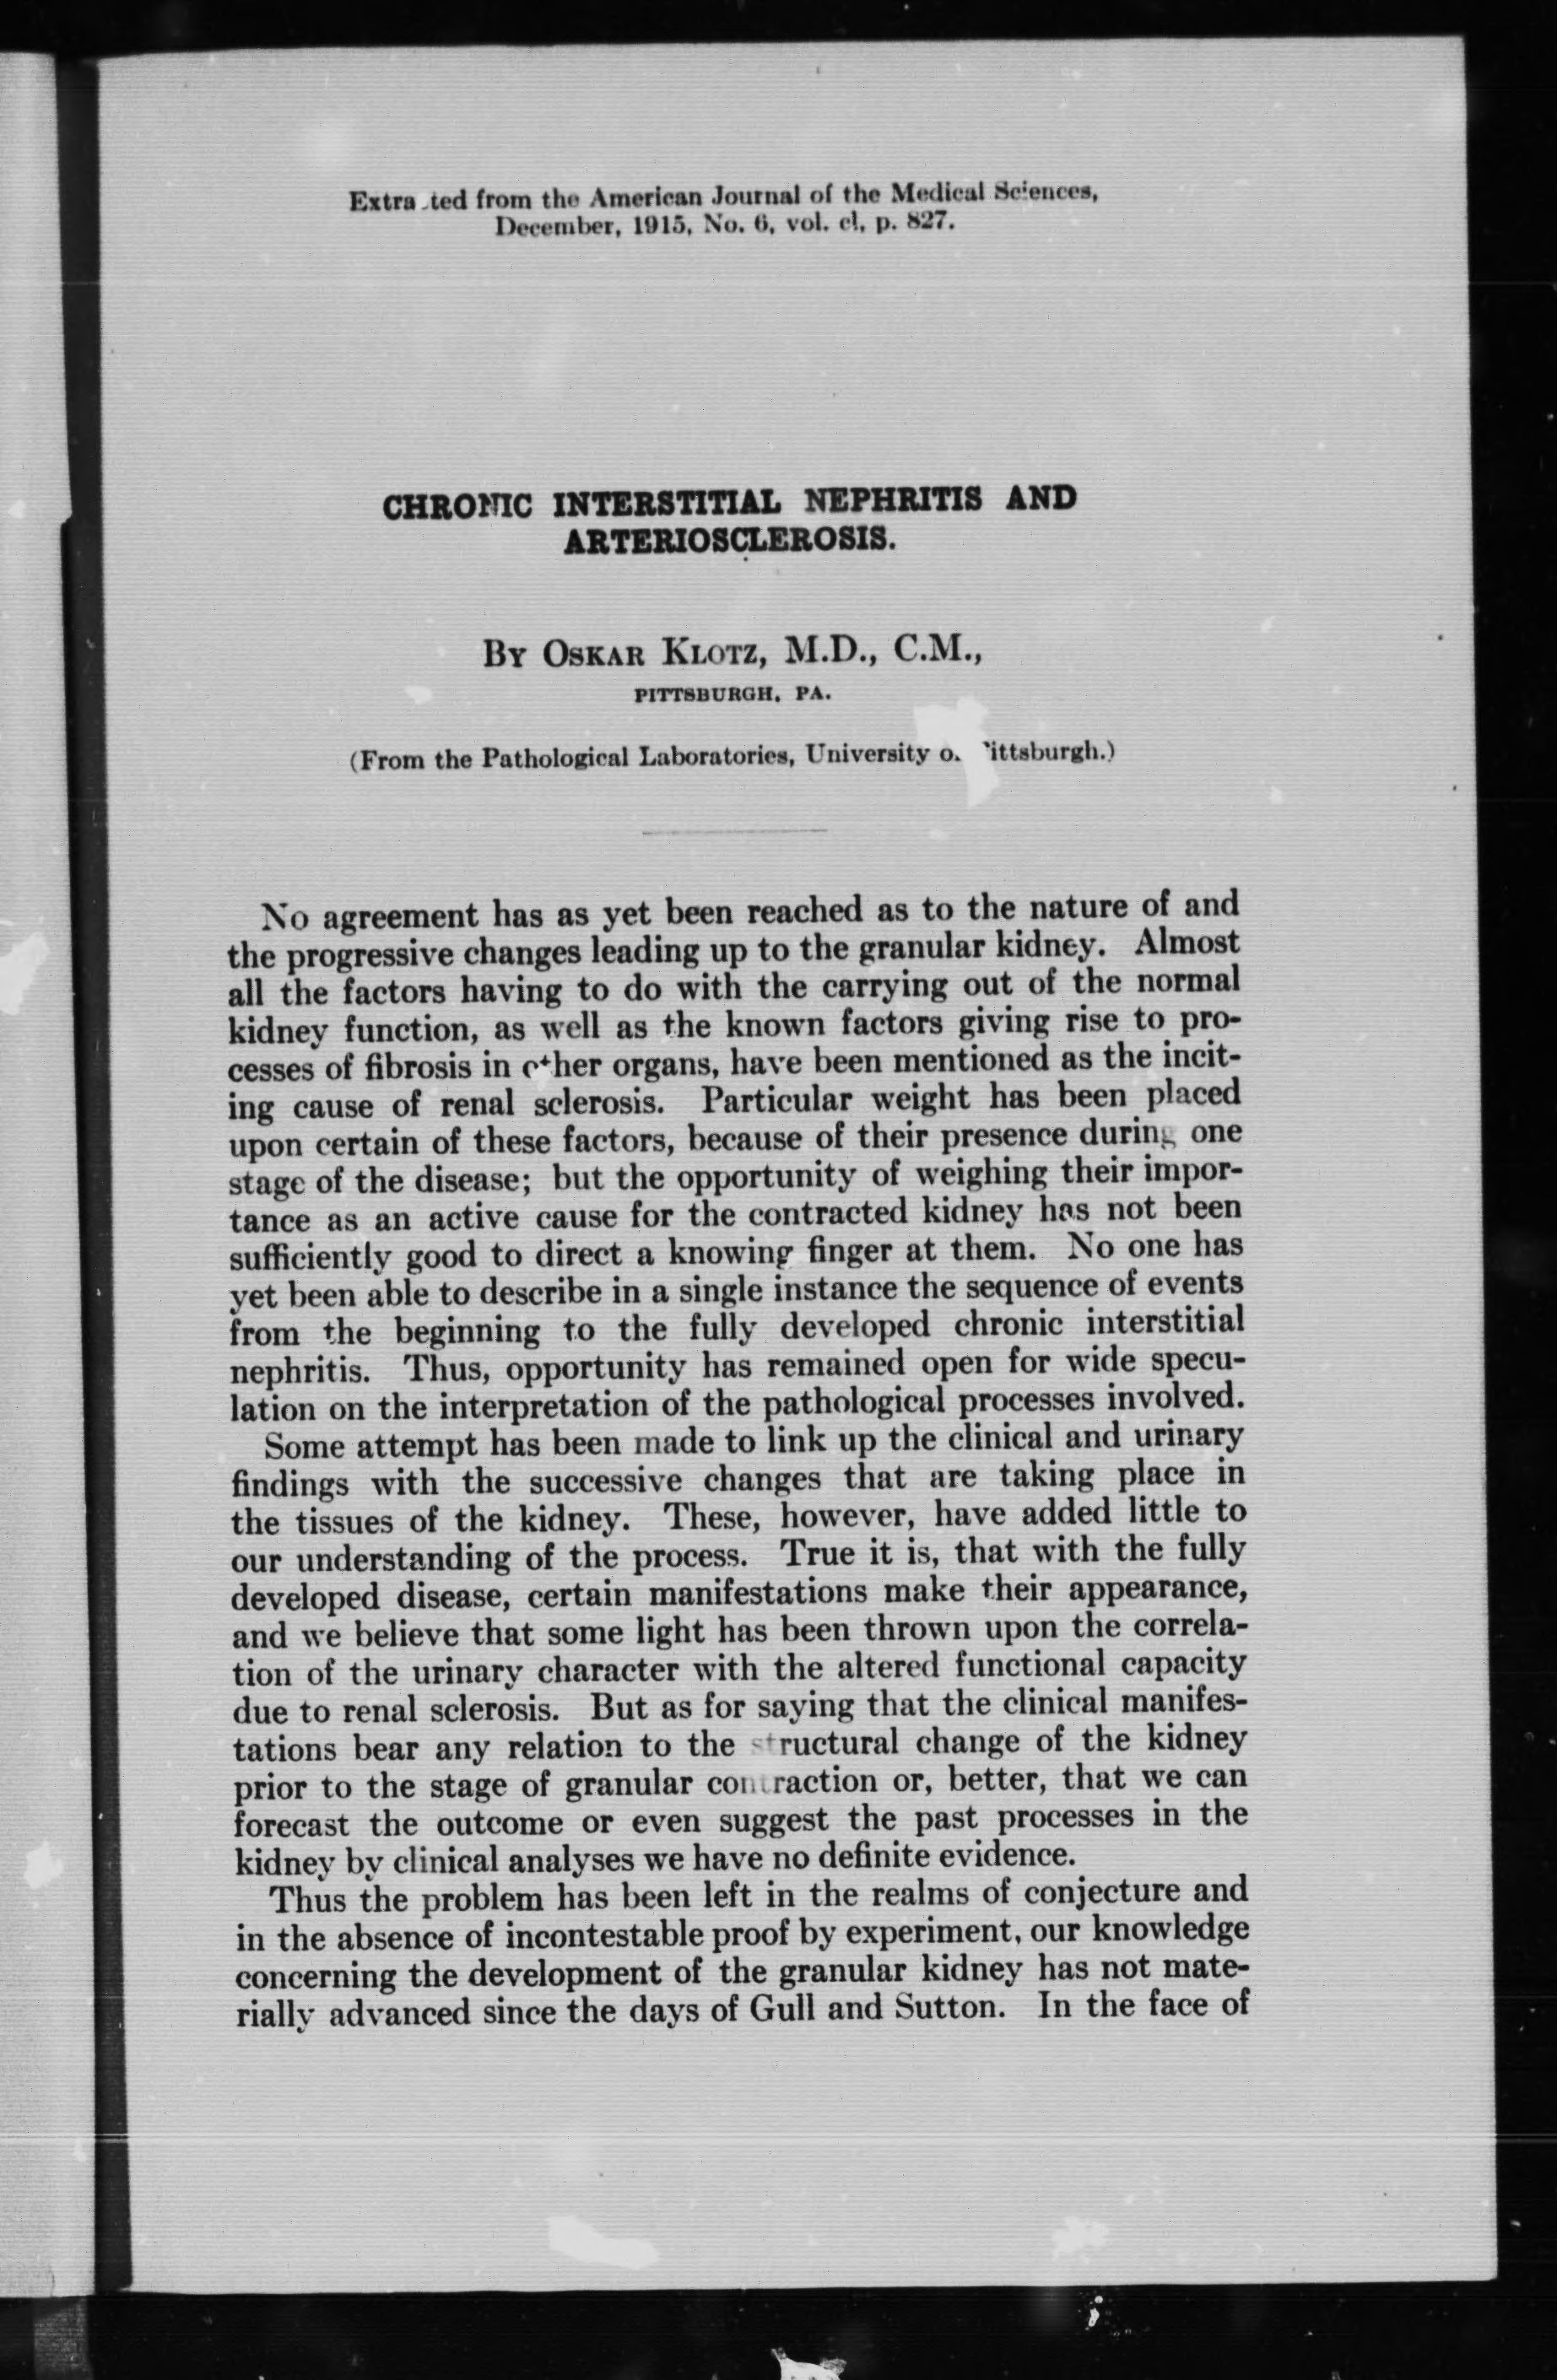 Extracted from the American Journal of the Medical Sciences,
December, 1915, No. 6, vol. cl, p. 827.
CHRONIC INTERSTITIAL NEPHRITIS AND
ARTERIOSCLEROSIS.
By Oskar Klotz, M.D., C.M.,
PITTSBURGH, PA.
(From the Pathological Laboratories, University of Pittsburgh.)
No agreement has as yet been reached as to the nature of and
the progressive changes leading up to the granular kidney. Almost
all the factors having to do with the carrying out of the normal
kidney function, as well as the known factors giving rise to pro-
cesses of fibrosis in other organs, have been mentioned as the incit-
ing cause of renal sclerosis. Particular weight has been placed
upon certain of these factors, because of their presence during one
stage of the disease; but the opportunity of weighing their impor-
tance as an active cause for the contracted kidney has not been
sufficiently good to direct a knowing finger at them. No one has
yet been able to describe in a single instance the sequence of events
from the beginning to the fully developed chronic interstitial
nephritis. Thus, opportunity has remained open for wide specu-
lation on the interpretation of the pathological processes involved.
Some attempt has been made to link up the clinical and urinary
findings with the successive changes that are taking place in
the tissues of the kidney. These, however, have added little to
our understanding of the process. True it is, that with the fully
developed disease, certain manifestations make their appearance,
and we believe that some light has been thrown upon the correla-
tion of the urinary character with the altered functional capacity
due to renal sclerosis. But as for saying that the clinical manifes-
tations bear any relation to the structural change of the kidney
prior to the stage of granular contraction or, better, that we can
forecast the outcome or even suggest the past processes in the
kidney by clinical analyses we have no definite evidence.
Thus the problem has been left in the realms of conjecture and
in the absence of incontestable proof by experiment, our knowledge
concerning the development of the granular kidney has not mate-
rially advanced since the days of Gull and Sutton. In the face of